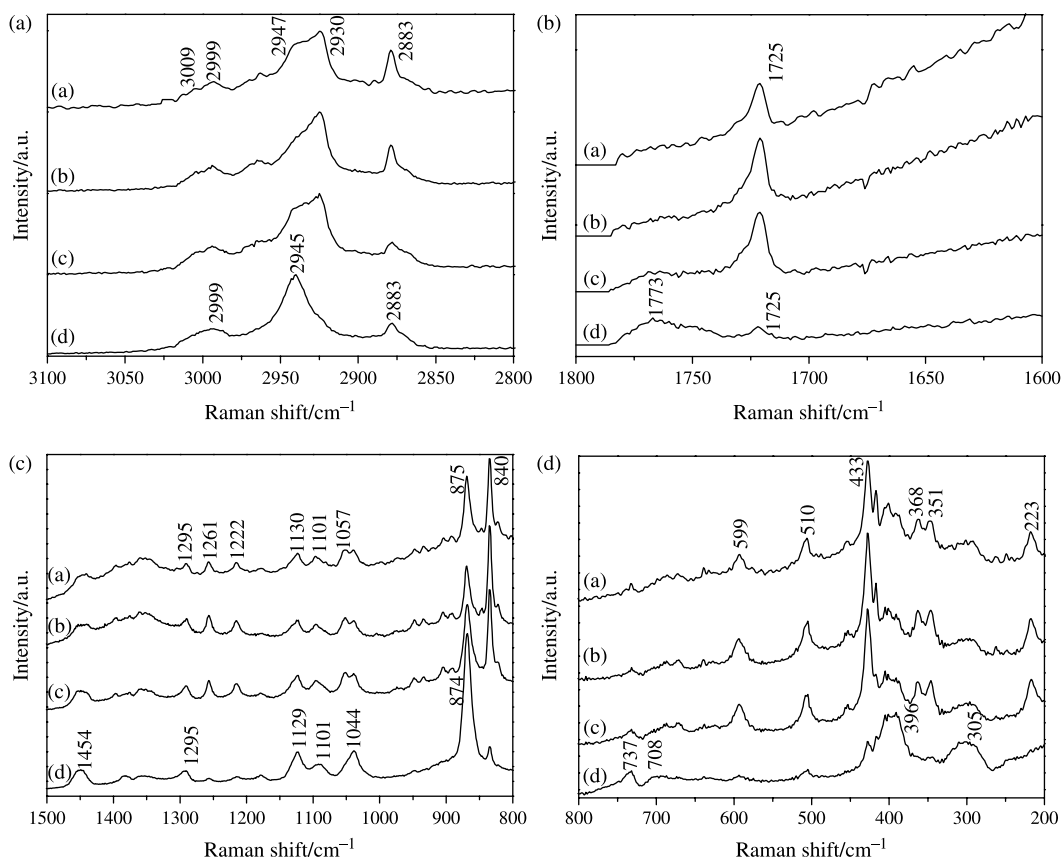 (a)
Intensity/a.u.
3009
2999
2947
2930
2883
(a)
(b)
(c)
2945
2999
2883
(d)
3100 3050 3000 2950 2900 2850 2800
Raman shift/cm⁻¹
(b)
Intensity/a.u.
1725
(a)
(b)
(c)
1773
1725
(d)
1800 1750 1700 1650 1600
Raman shift/cm⁻¹
(c)
Intensity/a.u.
875
840
1295
1261
1222
1130
1101
1057
(a)
(b)
(c)
874
1454
1295
1129
1101
1044
(d)
1500 1400 1300 1200 1100 1000 900 800
Raman shift/cm⁻¹
(d)
Intensity/a.u.
433
599
510
368
351
223
(a)
(b)
(c)
396
305
737
708
(d)
800 700 600 500 400 300 200
Raman shift/cm⁻¹